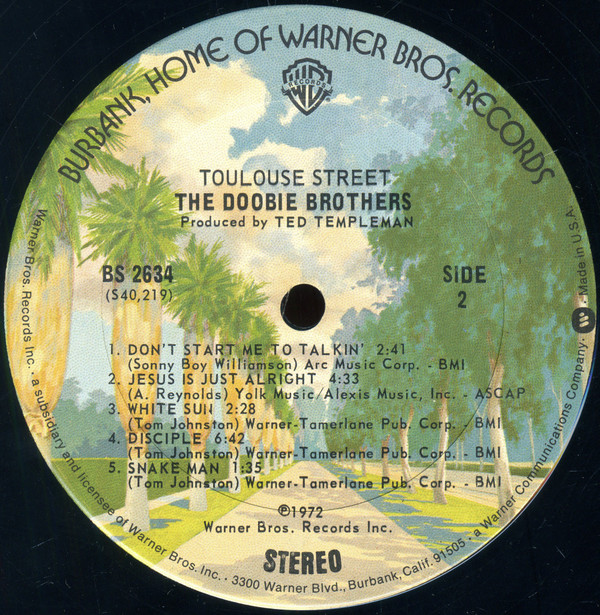 BURBANK, HOME OF WARNER BROS. RECORDS
WB
RECORDS
TOULOUSE STREET
THE DOOBIE BROTHERS
Produced by TED TEMPLEMAN
BS 2634
(S40,219)
SIDE
2
1. DON'T START ME TO TALKIN' 2:41
(Sonny Boy Williamson) Arc Music Corp. - BMI
2. JESUS IS JUST ALRIGHT 4:33
(A. Reynolds) Yolk Music/Alexis Music, Inc. - ASCAP
3. WHITE SUN 2:28
(Tom Johnston) Warner-Tamerlane Pub. Corp. - BMI
4. DISCIPLE 6:42
(Tom Johnston) Warner-Tamerlane Pub. Corp. - BMI
5. SNAKE MAN 1:35
(Tom Johnston) Warner-Tamerlane Pub. Corp. - BMI
℗1972
Warner Bros. Records Inc.
STEREO
Warner Bros. Records Inc. · a subsidiary and licensee of Warner Bros. Inc. · 3300 Warner Blvd., Burbank, Calif. 91505 · a Warner Communications Company · Made in U.S.A.